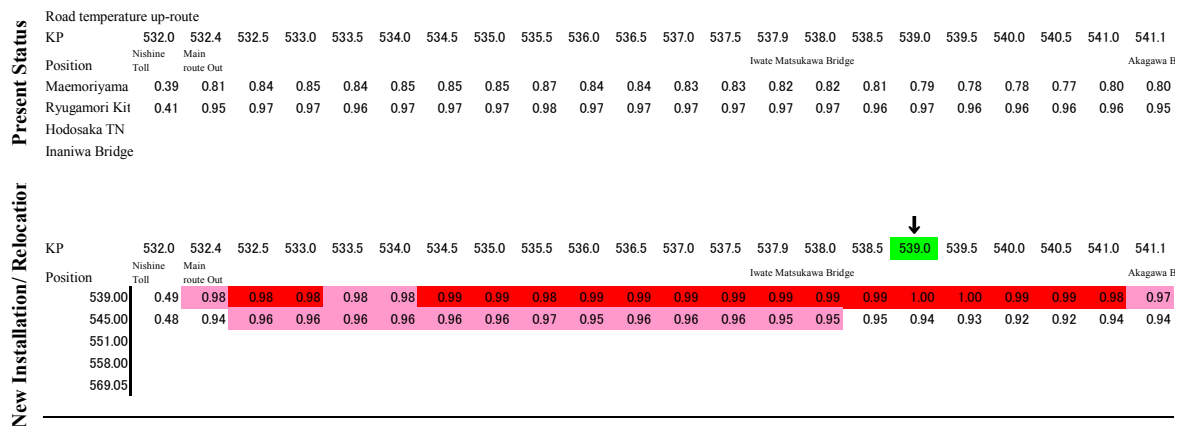 Present Status
Road temperature up-route
KP 532.0 532.4 532.5 533.0 533.5 534.0 534.5 535.0 535.5 536.0 536.5 537.0 537.5 537.9 538.0 538.5 539.0 539.5 540.0 540.5 541.0 541.1
Position Nishine Toll Main route Out Iwate Matsukawa Bridge Akagawa B
Maemoriyama 0.39 0.81 0.84 0.85 0.84 0.85 0.85 0.85 0.87 0.84 0.84 0.83 0.83 0.82 0.82 0.81 0.79 0.78 0.78 0.77 0.80 0.80
Ryugamori Kit 0.41 0.95 0.97 0.97 0.96 0.97 0.97 0.97 0.98 0.97 0.97 0.97 0.97 0.97 0.97 0.96 0.97 0.96 0.96 0.96 0.96 0.95
Hodosaka TN
Inaniwa Bridge
New Installation/ Relocation
↓
KP 532.0 532.4 532.5 533.0 533.5 534.0 534.5 535.0 535.5 536.0 536.5 537.0 537.5 537.9 538.0 538.5 539.0 539.5 540.0 540.5 541.0 541.1
Position Nishine Toll Main route Out Iwate Matsukawa Bridge Akagawa B
539.00 0.49 0.98 0.98 0.98 0.98 0.98 0.99 0.99 0.98 0.99 0.99 0.99 0.99 0.99 0.99 0.99 1.00 1.00 0.99 0.99 0.98 0.97
545.00 0.48 0.94 0.96 0.96 0.96 0.96 0.96 0.96 0.97 0.95 0.96 0.96 0.96 0.95 0.95 0.95 0.94 0.93 0.92 0.92 0.94 0.94
551.00
558.00
569.05